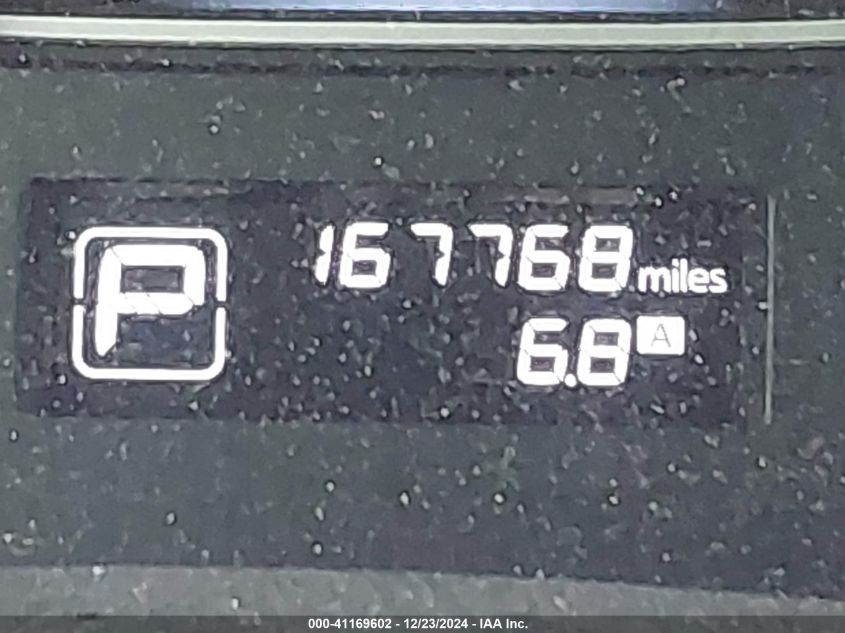 P
167768 miles
6.8 A
000-41169602 - 12/23/2024 - IAA Inc.